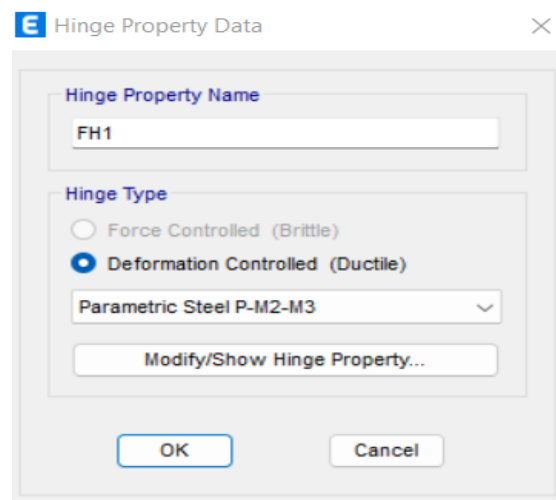 E Hinge Property Data
Hinge Property Name
FH1
Hinge Type
Force Controlled (Brittle)
Deformation Controlled (Ductile)
Parametric Steel P-M2-M3
Modify/Show Hinge Property...
OK Cancel